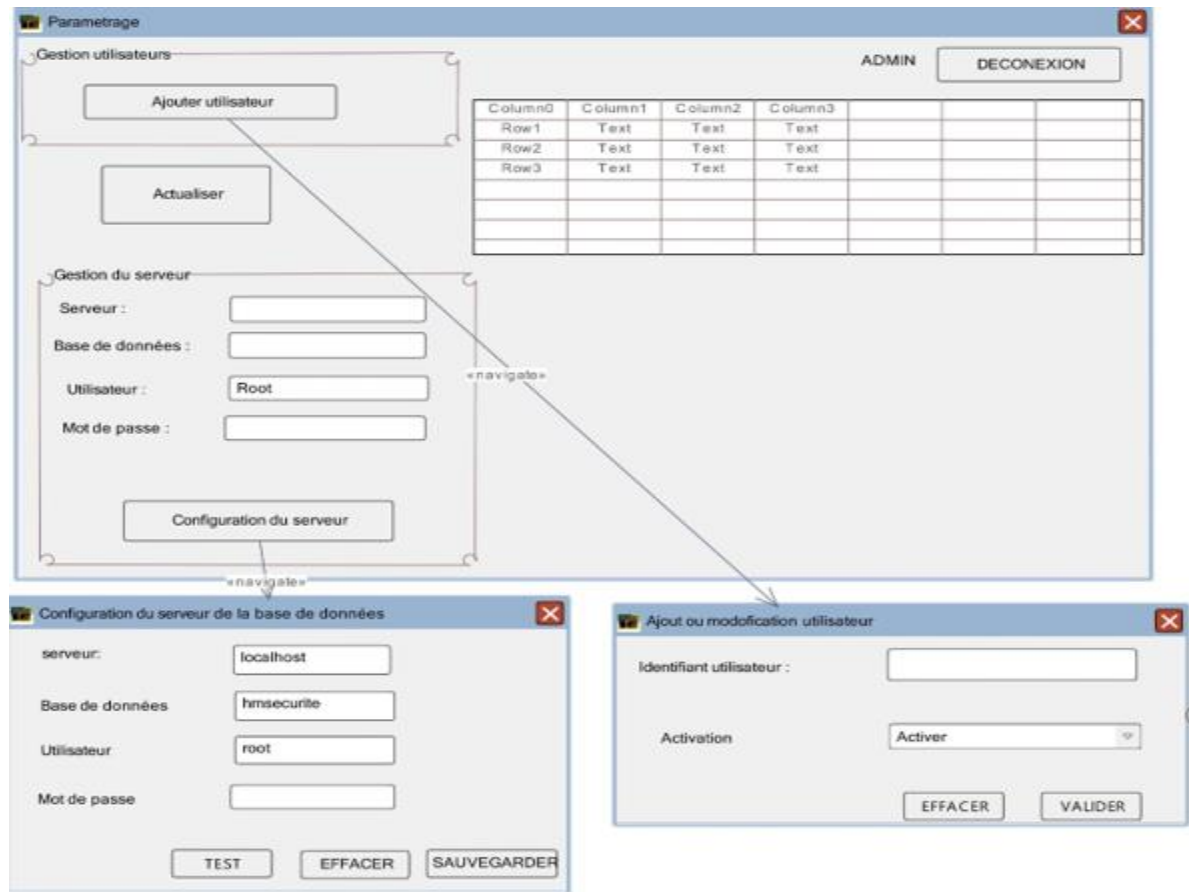 Parametrage
Gestion utilisateurs
ADMIN
DECONEXION
Ajouter utilisateur
Column0 Column1 Column2 Column3
Row1 Text Text Text
Row2 Text Text Text
Row3 Text Text Text
Actualiser
Gestion du serveur
Serveur :
Base de données :
Utilisateur : Root
Mot de passe :
«navigate»
Configuration du serveur
«navigate»
Configuration du serveur de la base de données
serveur: localhost
Base de données hmsecurite
Utilisateur root
Mot de passe
TEST EFFACER SAUVEGARDER
Ajout ou modofication utilisateur
Identifiant utilisateur :
Activation Activer
EFFACER VALIDER